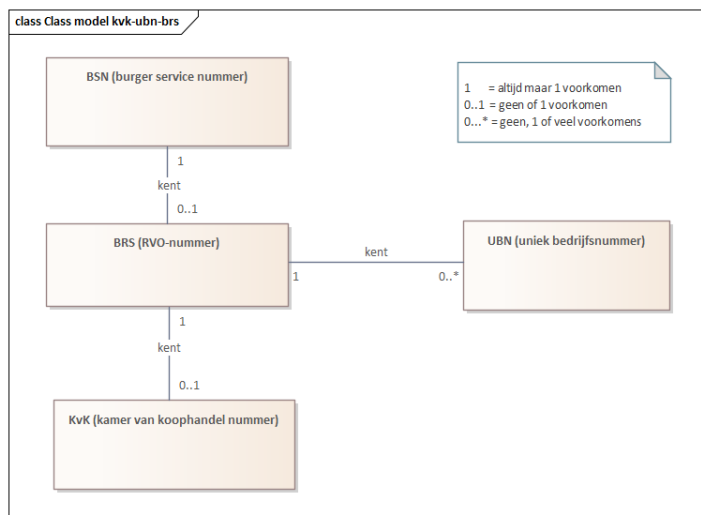 class Class model kvk-ubn-brs
BSN (burger service nummer)
1 = altijd maar 1 voorkomen
0..1 = geen of 1 voorkomen
0...* = geen, 1 of veel voorkomens
1
kent
0..1
BRS (RVO-nummer)
kent
1
0..*
UBN (uniek bedrijfsnummer)
1
kent
0..1
KvK (kamer van koophandel nummer)